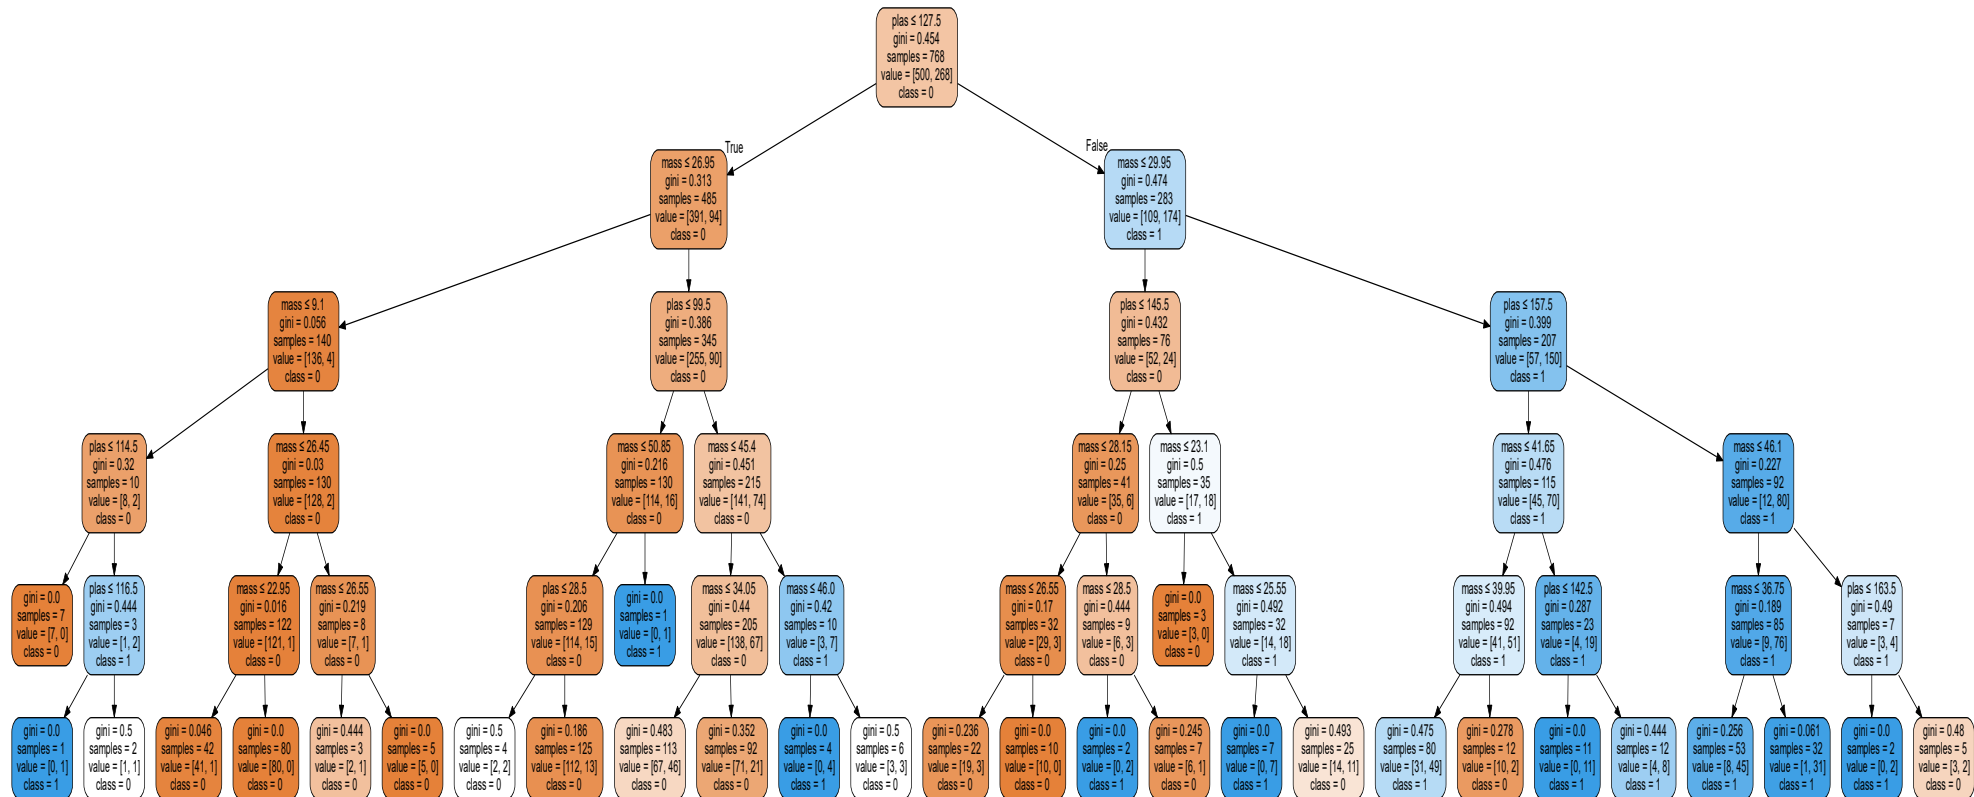 plas ≤ 127.5
gini = 0.454
samples = 768
value = [500, 268]
class = 0
True
False
mass ≤ 26.95
gini = 0.313
samples = 485
value = [391, 94]
class = 0
mass ≤ 29.95
gini = 0.474
samples = 283
value = [109, 174]
class = 1
mass ≤ 9.1
gini = 0.056
samples = 140
value = [136, 4]
class = 0
plas ≤ 99.5
gini = 0.386
samples = 345
value = [255, 90]
class = 0
plas ≤ 145.5
gini = 0.432
samples = 76
value = [52, 24]
class = 0
plas ≤ 157.5
gini = 0.399
samples = 207
value = [57, 150]
class = 1
plas ≤ 114.5
gini = 0.32
samples = 10
value = [8, 2]
class = 0
mass ≤ 26.45
gini = 0.03
samples = 130
value = [128, 2]
class = 0
mass ≤ 50.85
gini = 0.216
samples = 130
value = [114, 16]
class = 0
mass ≤ 45.4
gini = 0.451
samples = 215
value = [141, 74]
class = 0
mass ≤ 28.15
gini = 0.25
samples = 41
value = [35, 6]
class = 0
mass ≤ 23.1
gini = 0.5
samples = 35
value = [17, 18]
class = 1
mass ≤ 41.65
gini = 0.476
samples = 115
value = [45, 70]
class = 1
mass ≤ 46.1
gini = 0.227
samples = 92
value = [12, 80]
class = 1
gini = 0.0
samples = 7
value = [7, 0]
class = 0
plas ≤ 116.5
gini = 0.444
samples = 3
value = [1, 2]
class = 1
mass ≤ 22.95
gini = 0.016
samples = 122
value = [121, 1]
class = 0
mass ≤ 26.55
gini = 0.219
samples = 8
value = [7, 1]
class = 0
plas ≤ 28.5
gini = 0.206
samples = 129
value = [114, 15]
class = 0
gini = 0.0
samples = 1
value = [0, 1]
class = 1
mass ≤ 34.05
gini = 0.44
samples = 205
value = [138, 67]
class = 0
mass ≤ 46.0
gini = 0.42
samples = 10
value = [3, 7]
class = 1
mass ≤ 26.55
gini = 0.17
samples = 32
value = [29, 3]
class = 0
mass ≤ 28.5
gini = 0.444
samples = 9
value = [6, 3]
class = 0
gini = 0.0
samples = 3
value = [3, 0]
class = 0
mass ≤ 25.55
gini = 0.492
samples = 32
value = [14, 18]
class = 1
mass ≤ 39.95
gini = 0.494
samples = 92
value = [41, 51]
class = 1
plas ≤ 142.5
gini = 0.287
samples = 23
value = [4, 19]
class = 1
mass ≤ 36.75
gini = 0.189
samples = 85
value = [9, 76]
class = 1
plas ≤ 163.5
gini = 0.49
samples = 7
value = [3, 4]
class = 1
gini = 0.0
samples = 1
value = [0, 1]
class = 1
gini = 0.5
samples = 2
value = [1, 1]
class = 0
gini = 0.046
samples = 42
value = [41, 1]
class = 0
gini = 0.0
samples = 80
value = [80, 0]
class = 0
gini = 0.444
samples = 3
value = [2, 1]
class = 0
gini = 0.0
samples = 5
value = [5, 0]
class = 0
gini = 0.5
samples = 4
value = [2, 2]
class = 0
gini = 0.186
samples = 125
value = [112, 13]
class = 0
gini = 0.483
samples = 113
value = [67, 46]
class = 0
gini = 0.352
samples = 92
value = [71, 21]
class = 0
gini = 0.0
samples = 4
value = [0, 4]
class = 1
gini = 0.5
samples = 6
value = [3, 3]
class = 0
gini = 0.236
samples = 22
value = [19, 3]
class = 0
gini = 0.0
samples = 10
value = [10, 0]
class = 0
gini = 0.0
samples = 2
value = [0, 2]
class = 1
gini = 0.245
samples = 7
value = [6, 1]
class = 0
gini = 0.0
samples = 7
value = [0, 7]
class = 1
gini = 0.493
samples = 25
value = [14, 11]
class = 0
gini = 0.475
samples = 80
value = [31, 49]
class = 1
gini = 0.278
samples = 12
value = [10, 2]
class = 0
gini = 0.0
samples = 11
value = [0, 11]
class = 1
gini = 0.444
samples = 12
value = [4, 8]
class = 1
gini = 0.256
samples = 53
value = [8, 45]
class = 1
gini = 0.061
samples = 32
value = [1, 31]
class = 1
gini = 0.0
samples = 2
value = [0, 2]
class = 1
gini = 0.48
samples = 5
value = [3, 2]
class = 0